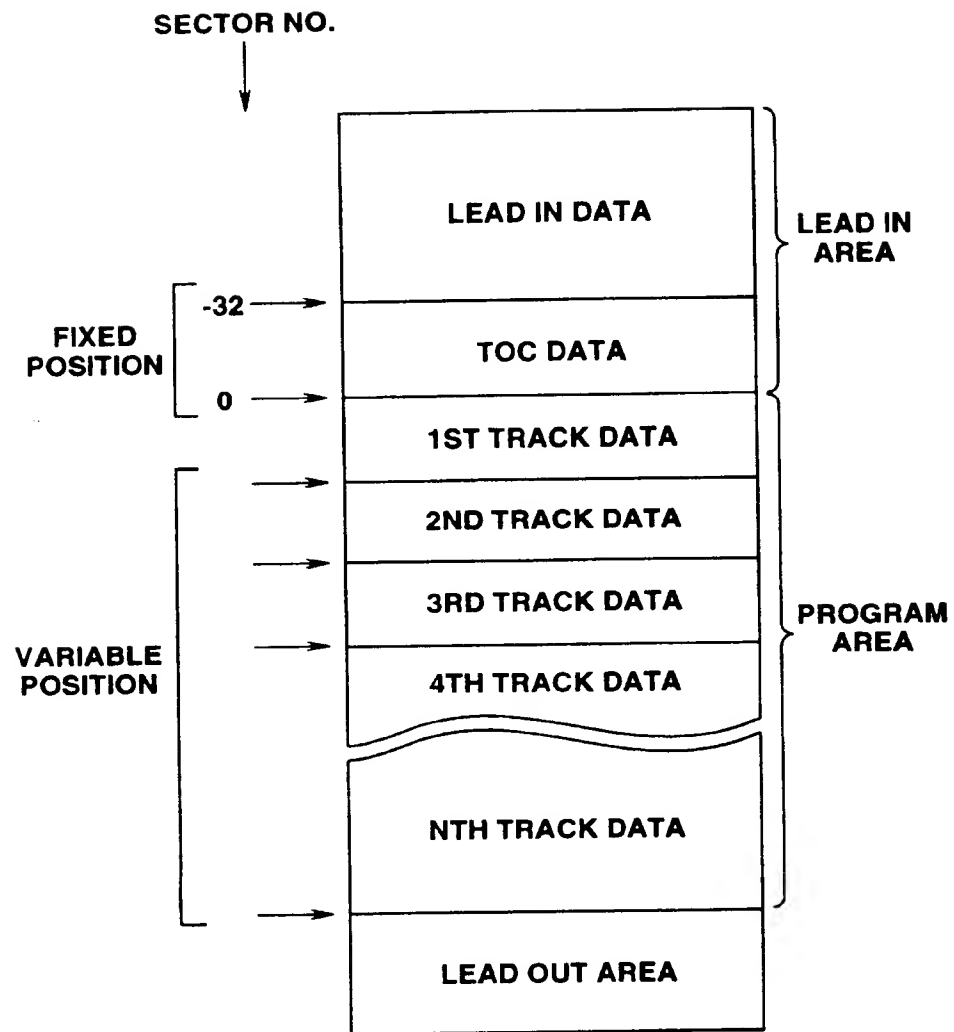 SECTOR NO.
LEAD IN DATA
LEAD IN
AREA
-32
FIXED
POSITION
TOC DATA
0
1ST TRACK DATA
2ND TRACK DATA
3RD TRACK DATA
PROGRAM
AREA
VARIABLE
POSITION
4TH TRACK DATA
NTH TRACK DATA
LEAD OUT AREA